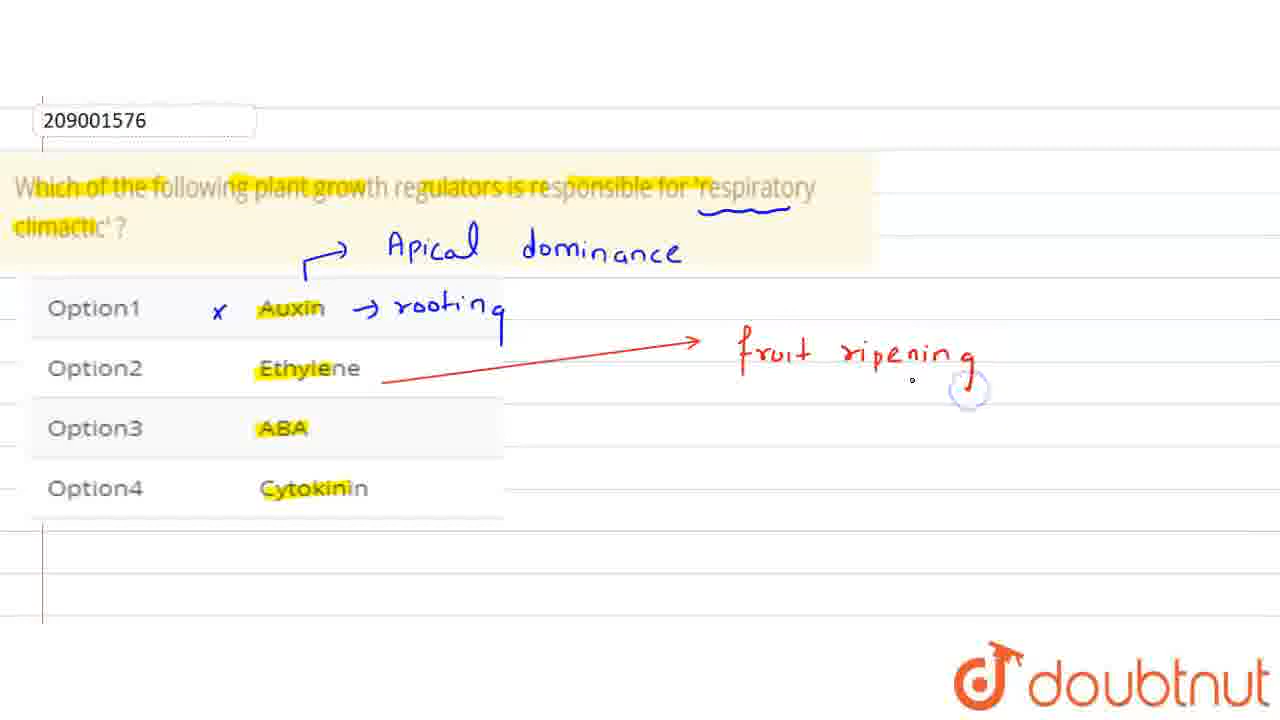 209001576
Which of the following plant growth regulators is responsible for 'respiratory
climactic' ?
Apical dominance
Option1 x Auxin → rooting
Option2 Ethylene
fruit ripening
Option3 ABA
Option4 Cytokinin
doubtnut